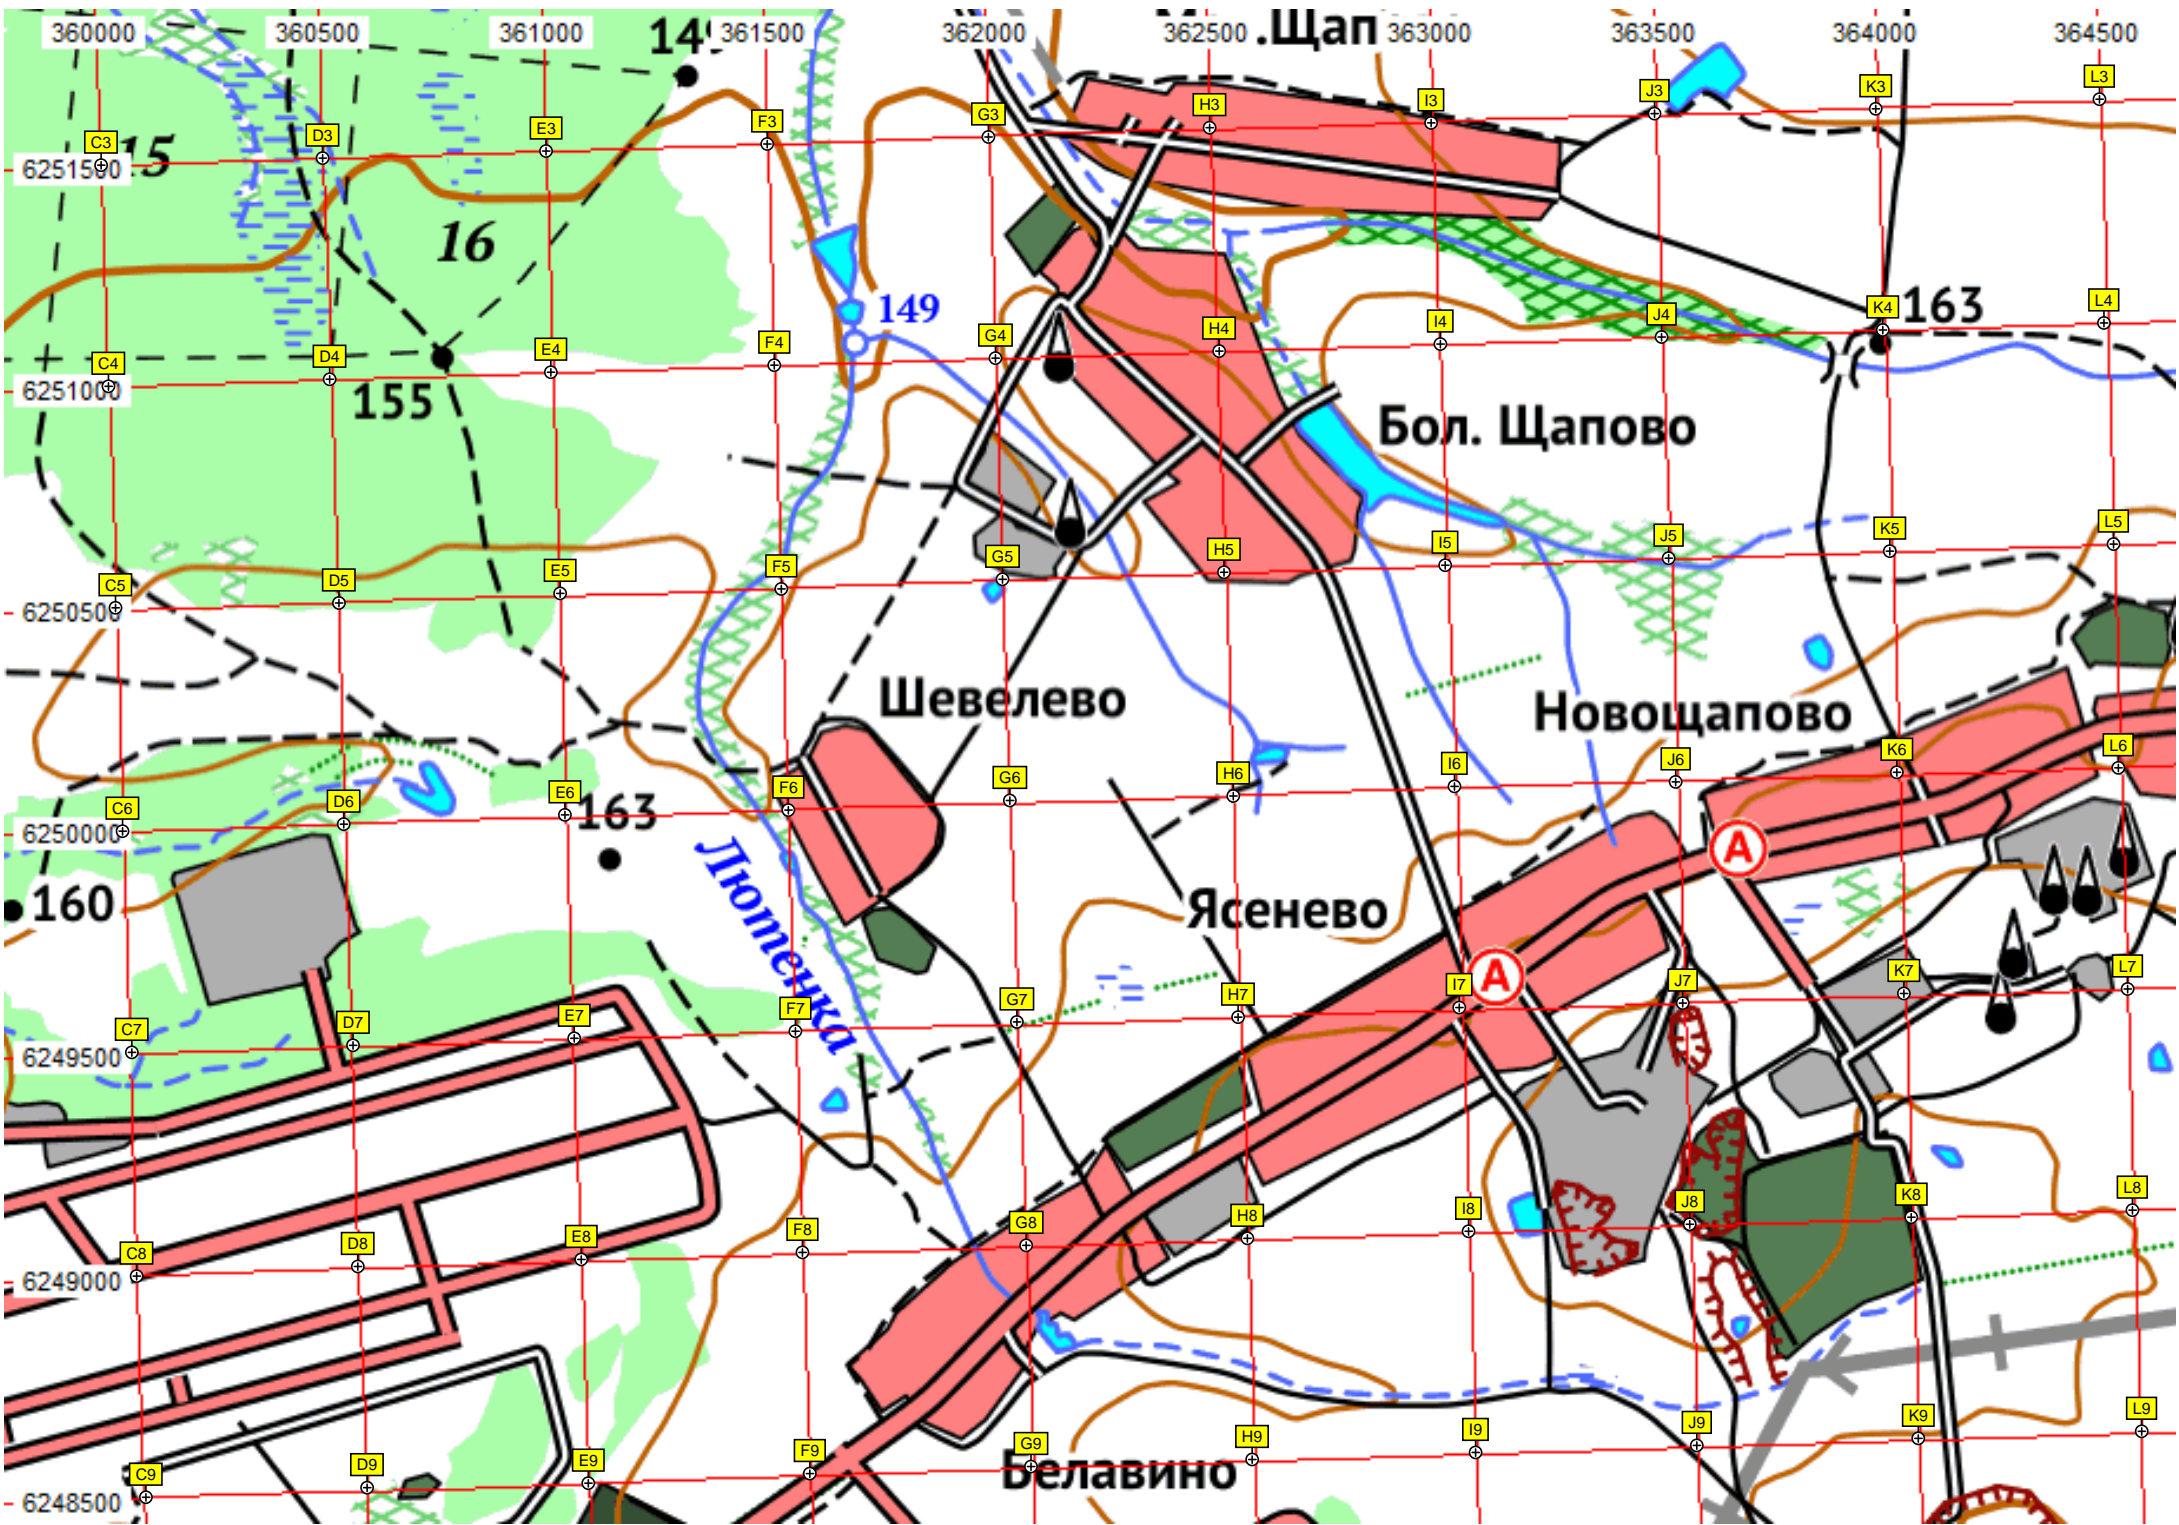 360000 360500 361000 361500 362000 362500 363000 363500 364000 364500
.Щап
C3 D3 E3 F3 G3 H3 I3 J3 K3 L3
15
6251500
16
149
163
C4 D4 E4 F4 G4 H4 I4 J4 K4 L4
6251000
155
Бол. Щапово
C5 D5 E5 F5 G5 H5 I5 J5 K5 L5
6250500
Шевелево
Новощапово
C6 D6 E6 F6 G6 H6 I6 J6 K6 L6
6250000
163
А
160
Лютенка
Ясенево
А
C7 D7 E7 F7 G7 H7 I7 J7 K7 L7
6249500
C8 D8 E8 F8 G8 H8 I8 J8 K8 L8
6249000
C9 D9 E9 F9 G9 H9 I9 J9 K9 L9
Белавино
6248500